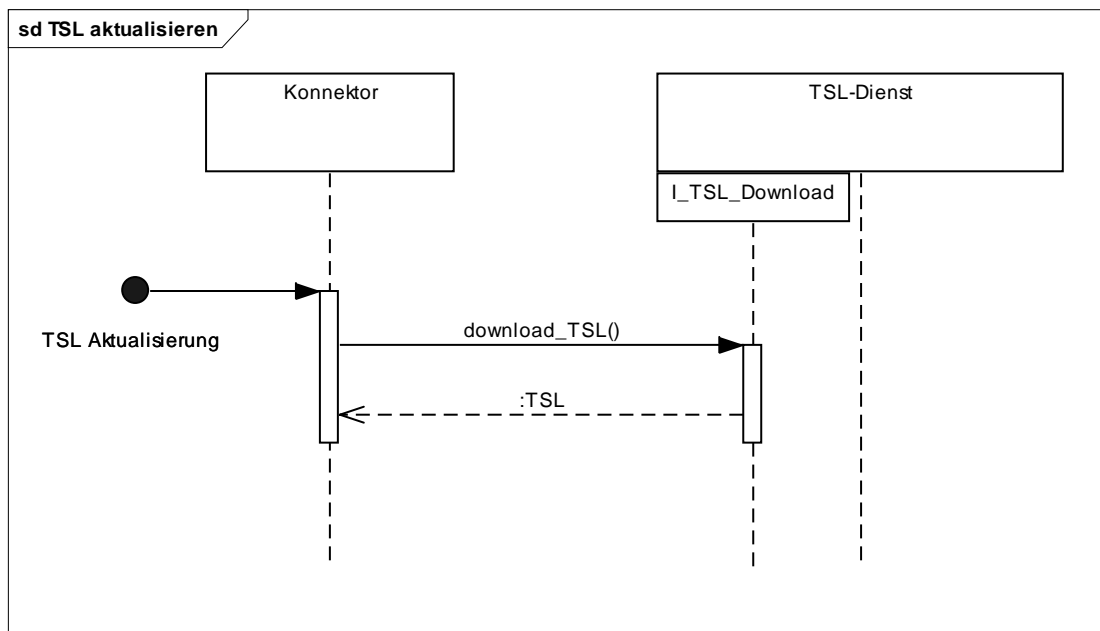 sd TSL aktualisieren
Konnektor
TSL-Dienst
I_TSL_Download
TSL Aktualisierung
download_TSL()
:TSL